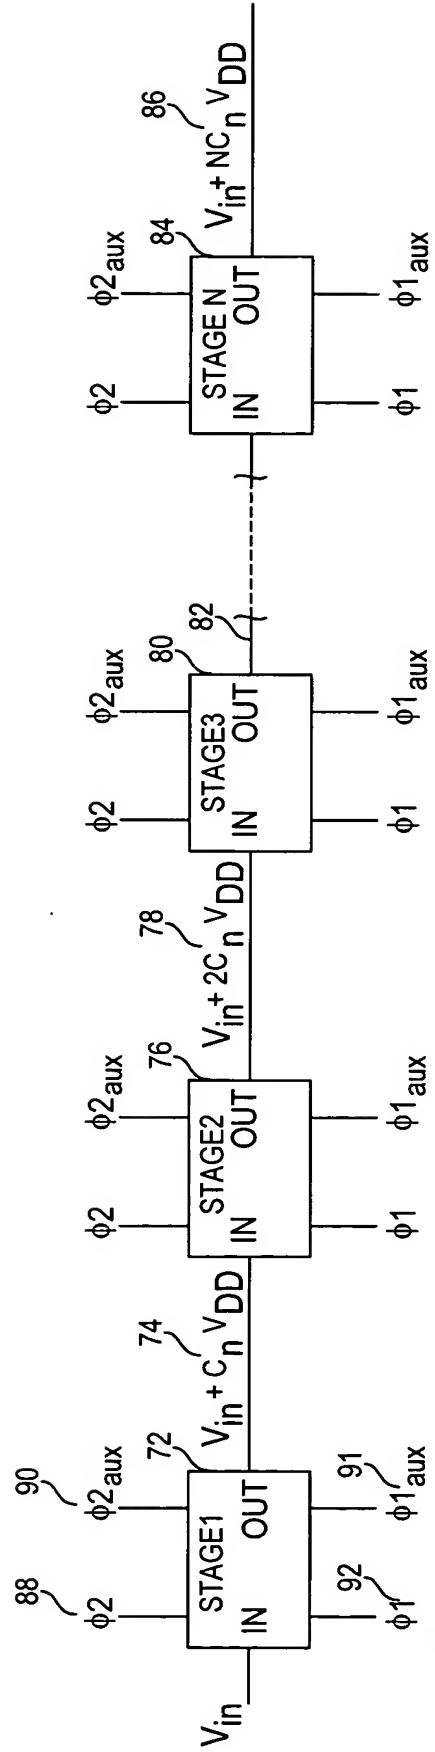 88 90 74 76 78 80 82 84 86
ϕ2 ϕ2aux ϕ2 ϕ2aux ϕ2 ϕ2aux ϕ2 ϕ2aux
72
Vin STAGE1 IN OUT Vin + CnVDD STAGE2 IN OUT Vin + 2CnVDD STAGE3 IN OUT STAGE N IN OUT Vin + NCnVDD
92 91
ϕ1 ϕ1aux ϕ1 ϕ1aux ϕ1 ϕ1aux ϕ1 ϕ1aux